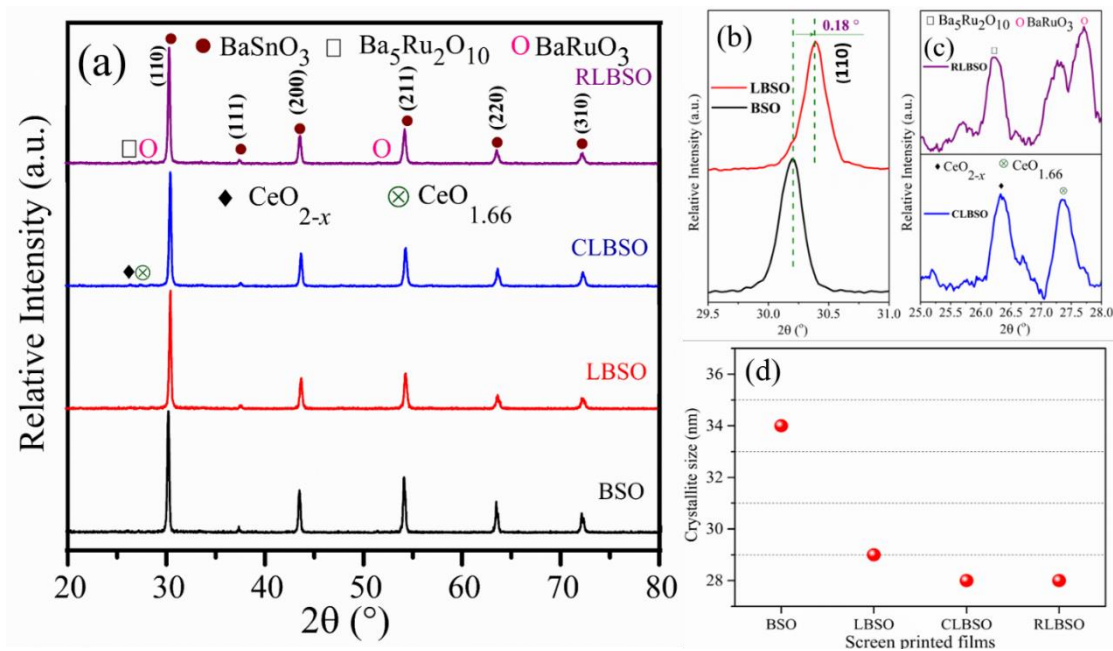 (a)
● BaSnO3 □ Ba5Ru2O10 O BaRuO3
RLBSO
(110)
(111)
(200)
(211)
(220)
(310)
□ O
O
♦ CeO2-x ⊗ CeO1.66
CLBSO
♦ ⊗
LBSO
BSO
Relative Intensity (a.u.)
20 30 40 50 60 70 80
2θ (°)
(b)
0.18 °
(110)
LBSO
BSO
Relative Intensity (a.u.)
29.5 30.0 30.5 31.0
2θ (°)
□ Ba5Ru2O10 O BaRuO3
(c)
RLBSO
♦ CeO2-x ⊗ CeO1.66
CLBSO
Relative Intensity (a.u.)
Relative Intensity (a.u.)
25.0 25.5 26.0 26.5 27.0 27.5 28.0
2θ (°)
(d)
Crystallite size (nm)
36
34
32
30
28
BSO LBSO CLBSO RLBSO
Screen printed films